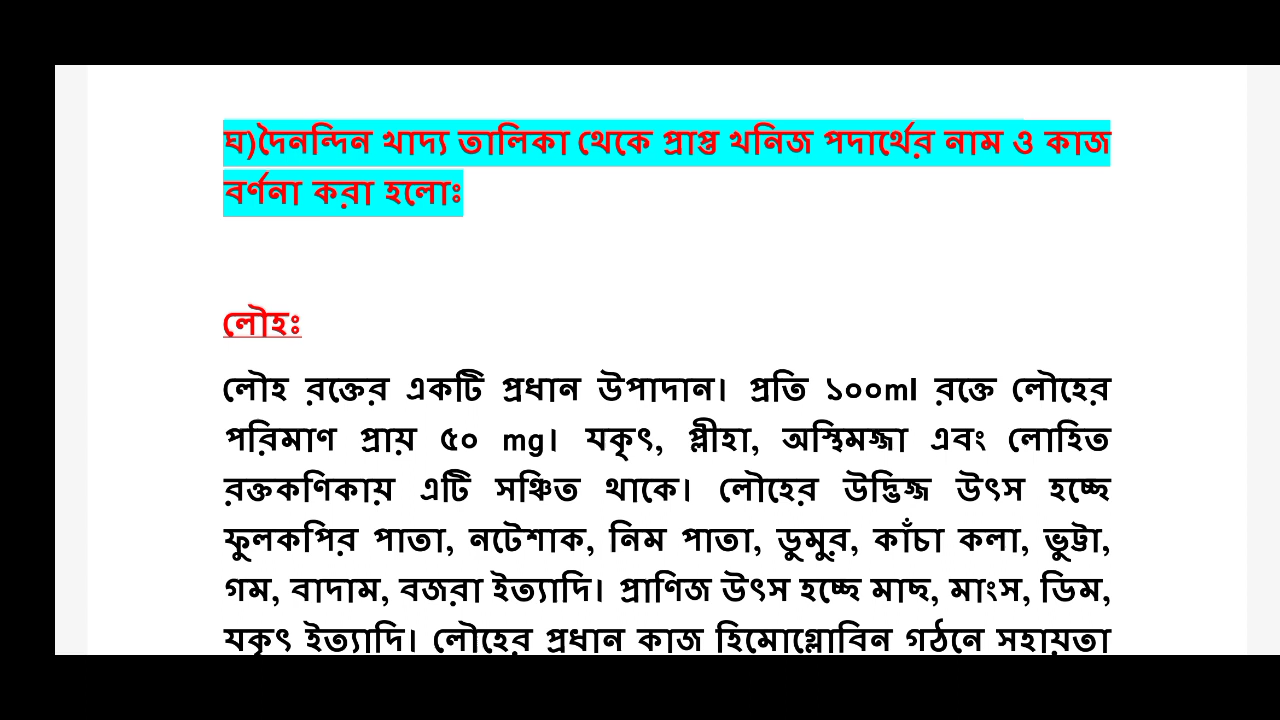 ঘ)দৈনন্দিন খাদ্য তালিকা থেকে প্রাপ্ত খনিজ পদার্থের নাম ও কাজ
বর্ণনা করা হলোঃ
লৌহঃ
লৌহ রক্তের একটি প্রধান উপাদান। প্রতি ১০০ml রক্তে লৌহের
পরিমাণ প্রায় ৫০ mg। যকৃৎ, প্লীহা, অস্থিমজ্জা এবং লোহিত
রক্তকণিকায় এটি সঞ্চিত থাকে। লৌহের উদ্ভিজ্জ উৎস হচ্ছে
ফুলকপির পাতা, নটেশাক, নিম পাতা, ডুমুর, কাঁচা কলা, ভুট্টা,
গম, বাদাম, বজরা ইত্যাদি। প্রাণিজ উৎস হচ্ছে মাছ, মাংস, ডিম,
যকৃৎ ইত্যাদি। লৌহের প্রধান কাজ হিমোগ্লোবিন গঠনে সহায়তা